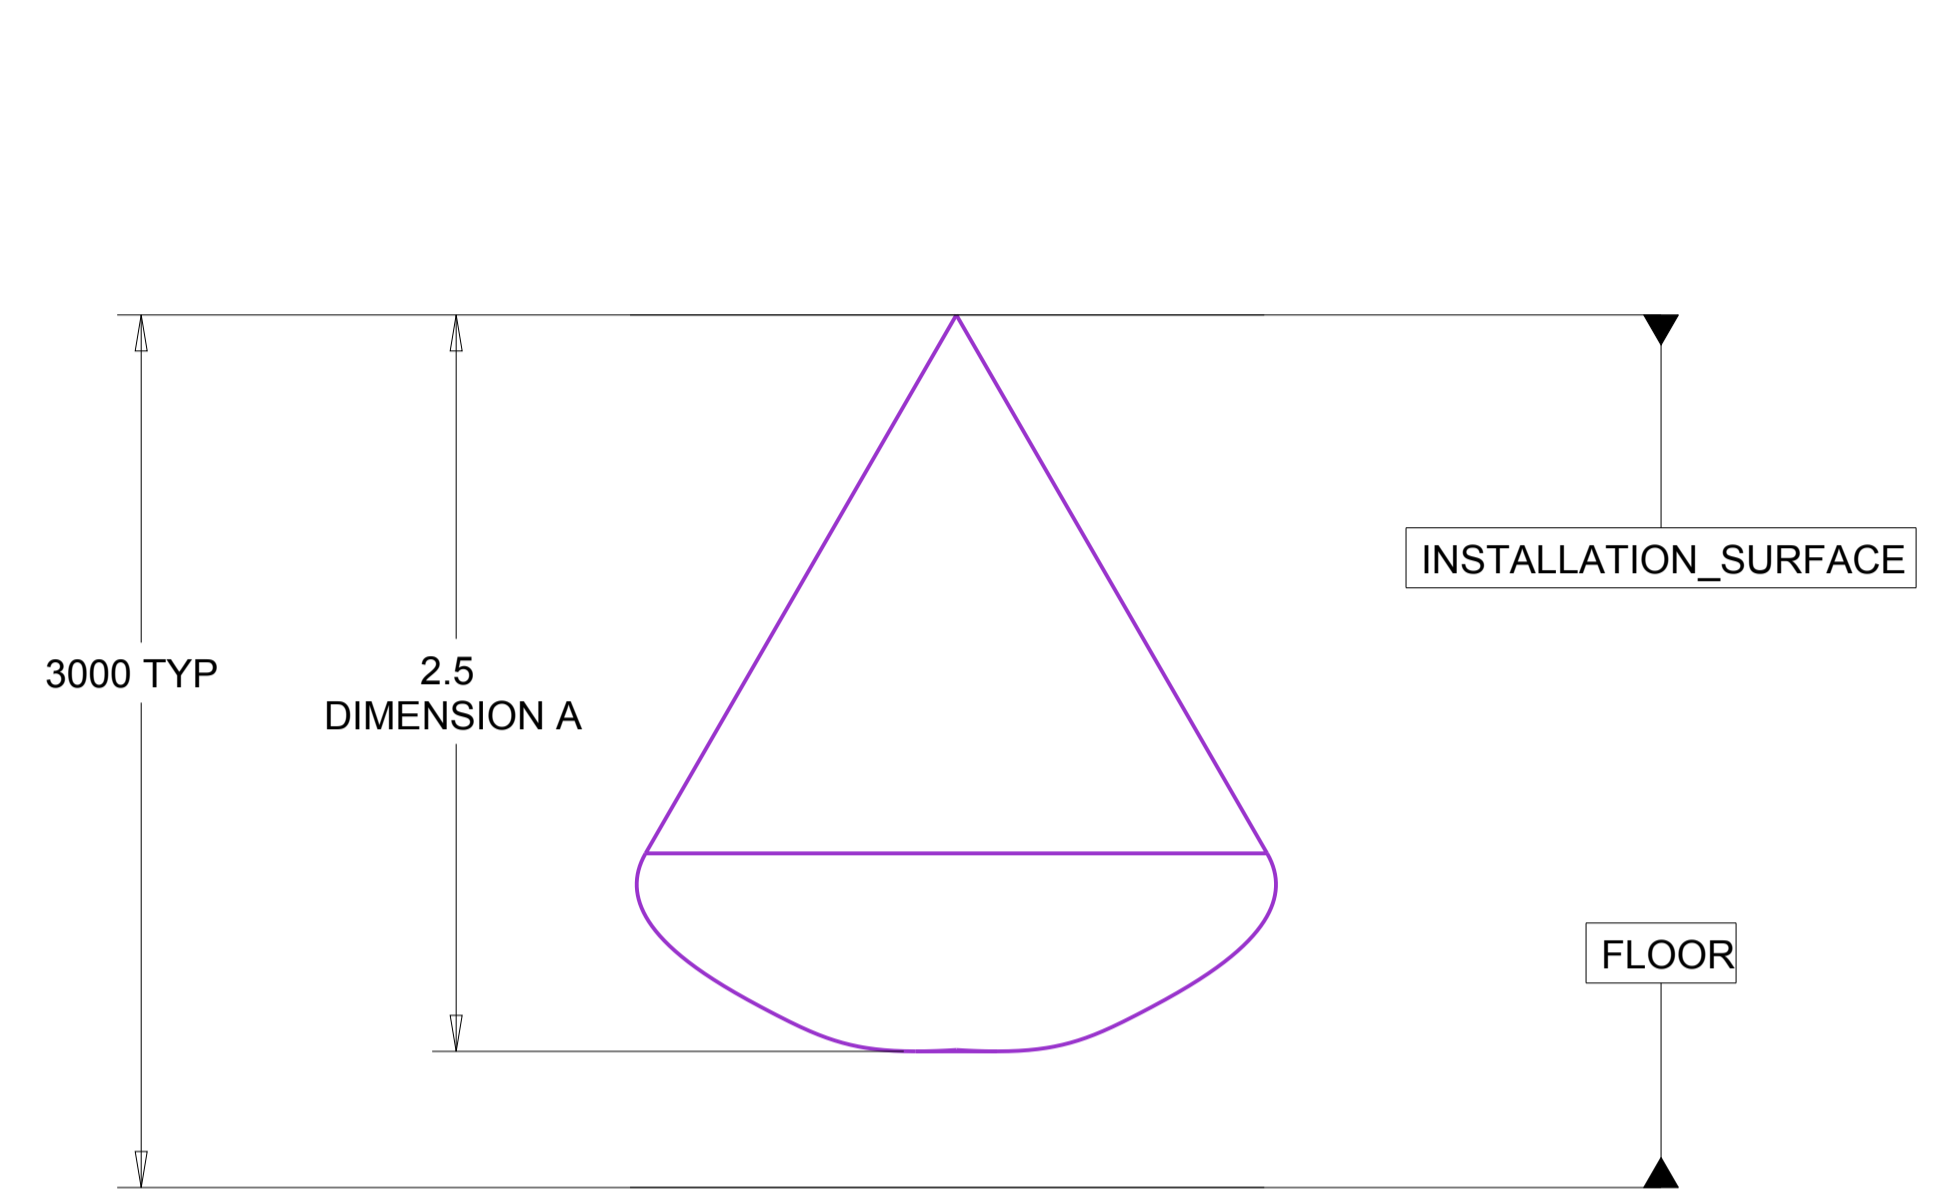 INSTALLATION_SURFACE
3000 TYP
2.5
DIMENSION A
FLOOR